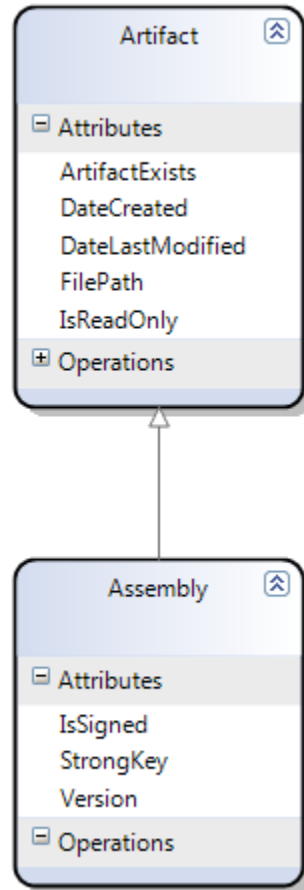 Artifact
Attributes
ArtifactExists
DateCreated
DateLastModified
FilePath
IsReadOnly
Operations
Assembly
Attributes
IsSigned
StrongKey
Version
Operations